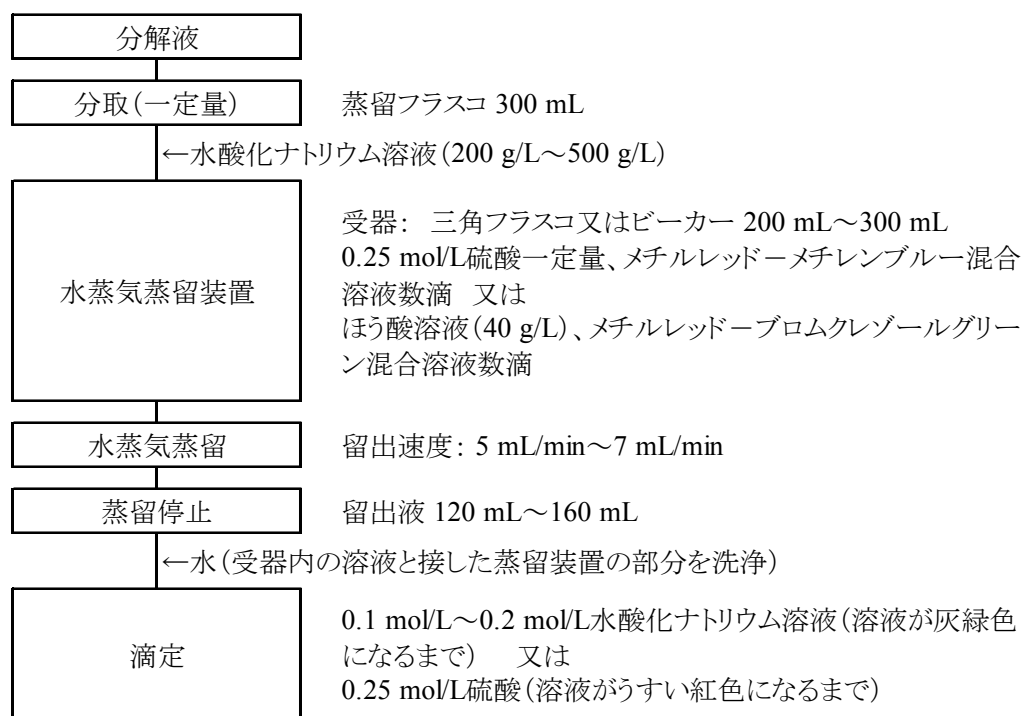 分解液
分取(一定量) 蒸留フラスコ 300 mL
←水酸化ナトリウム溶液(200 g/L～500 g/L)
水蒸気蒸留装置
受器: 三角フラスコ又はビーカー 200 mL～300 mL
0.25 mol/L硫酸一定量、メチルレッド－メチレンブルー混合
溶液数滴 又は
ほう酸溶液(40 g/L)、メチルレッド－ブロムクレゾールグリー
ン混合溶液数滴
水蒸気蒸留 留出速度: 5 mL/min～7 mL/min
蒸留停止 留出液 120 mL～160 mL
←水(受器内の溶液と接した蒸留装置の部分を洗浄)
滴定
0.1 mol/L～0.2 mol/L水酸化ナトリウム溶液(溶液が灰緑色
になるまで) 又は
0.25 mol/L硫酸(溶液がうすい紅色になるまで)